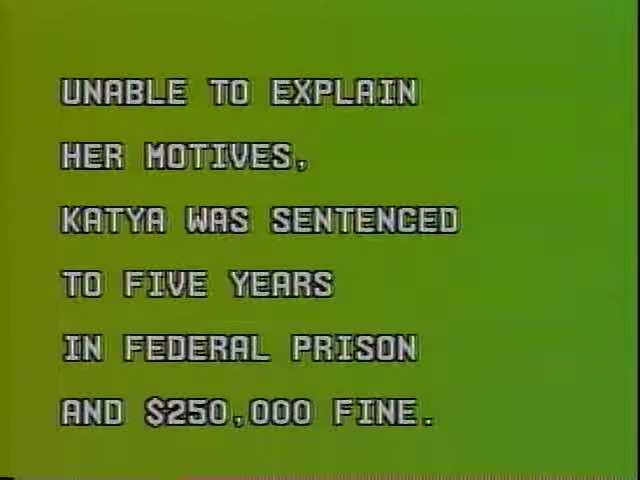 UNABLE TO EXPLAIN
HER MOTIVES,
KATYA WAS SENTENCED
TO FIVE YEARS
IN FEDERAL PRISON
AND $250,000 FINE.